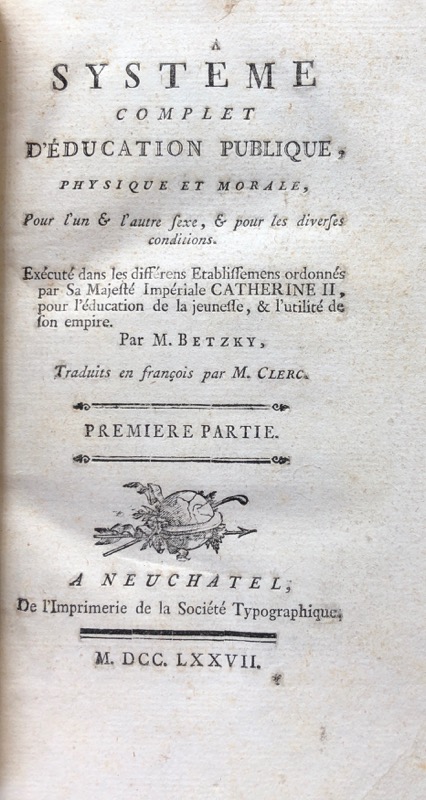 SYSTÊME
COMPLET
D'ÉDUCATION PUBLIQUE,
PHYSIQUE ET MORALE,
Pour l'un & l'autre ſexe, & pour les diverſes
conditions.
Exécuté dans les différens Etabliſſemens ordonnés
par Sa Majeſté Impériale CATHERINE II,
pour l'éducation de la jeuneſſe, & l'utilité de
ſon empire.
Par M. BETZKY,
Traduits en françois par M. CLERC.
PREMIERE PARTIE.
A NEUCHATEL,
De l'Imprimerie de la Société Typographique.
M. DCC. LXXVII.